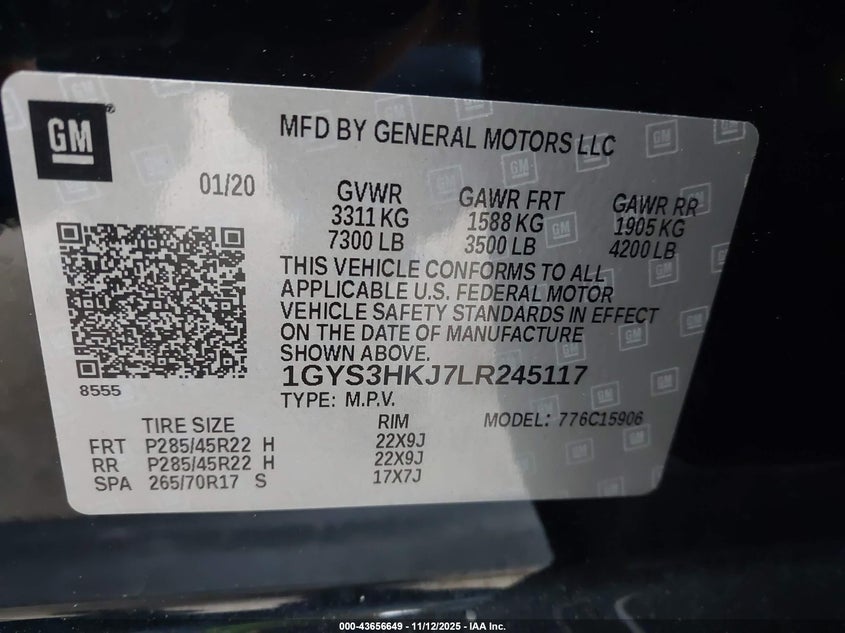 GM
MFD BY GENERAL MOTORS LLC
01/20
GVWR
3311 KG
7300 LB
GAWR FRT
1588 KG
3500 LB
GAWR RR
1905 KG
4200 LB
THIS VEHICLE CONFORMS TO ALL
APPLICABLE U.S. FEDERAL MOTOR
VEHICLE SAFETY STANDARDS IN EFFECT
ON THE DATE OF MANUFACTURE
SHOWN ABOVE.
8555
1GYS3HKJ7LR245117
TYPE: M.P.V.
MODEL: 776C15906
TIRE SIZE RIM
FRT P285/45R22 H 22X9J
RR P285/45R22 H 22X9J
SPA 265/70R17 S 17X7J
000-43656649 - 11/12/2025 - IAA Inc.